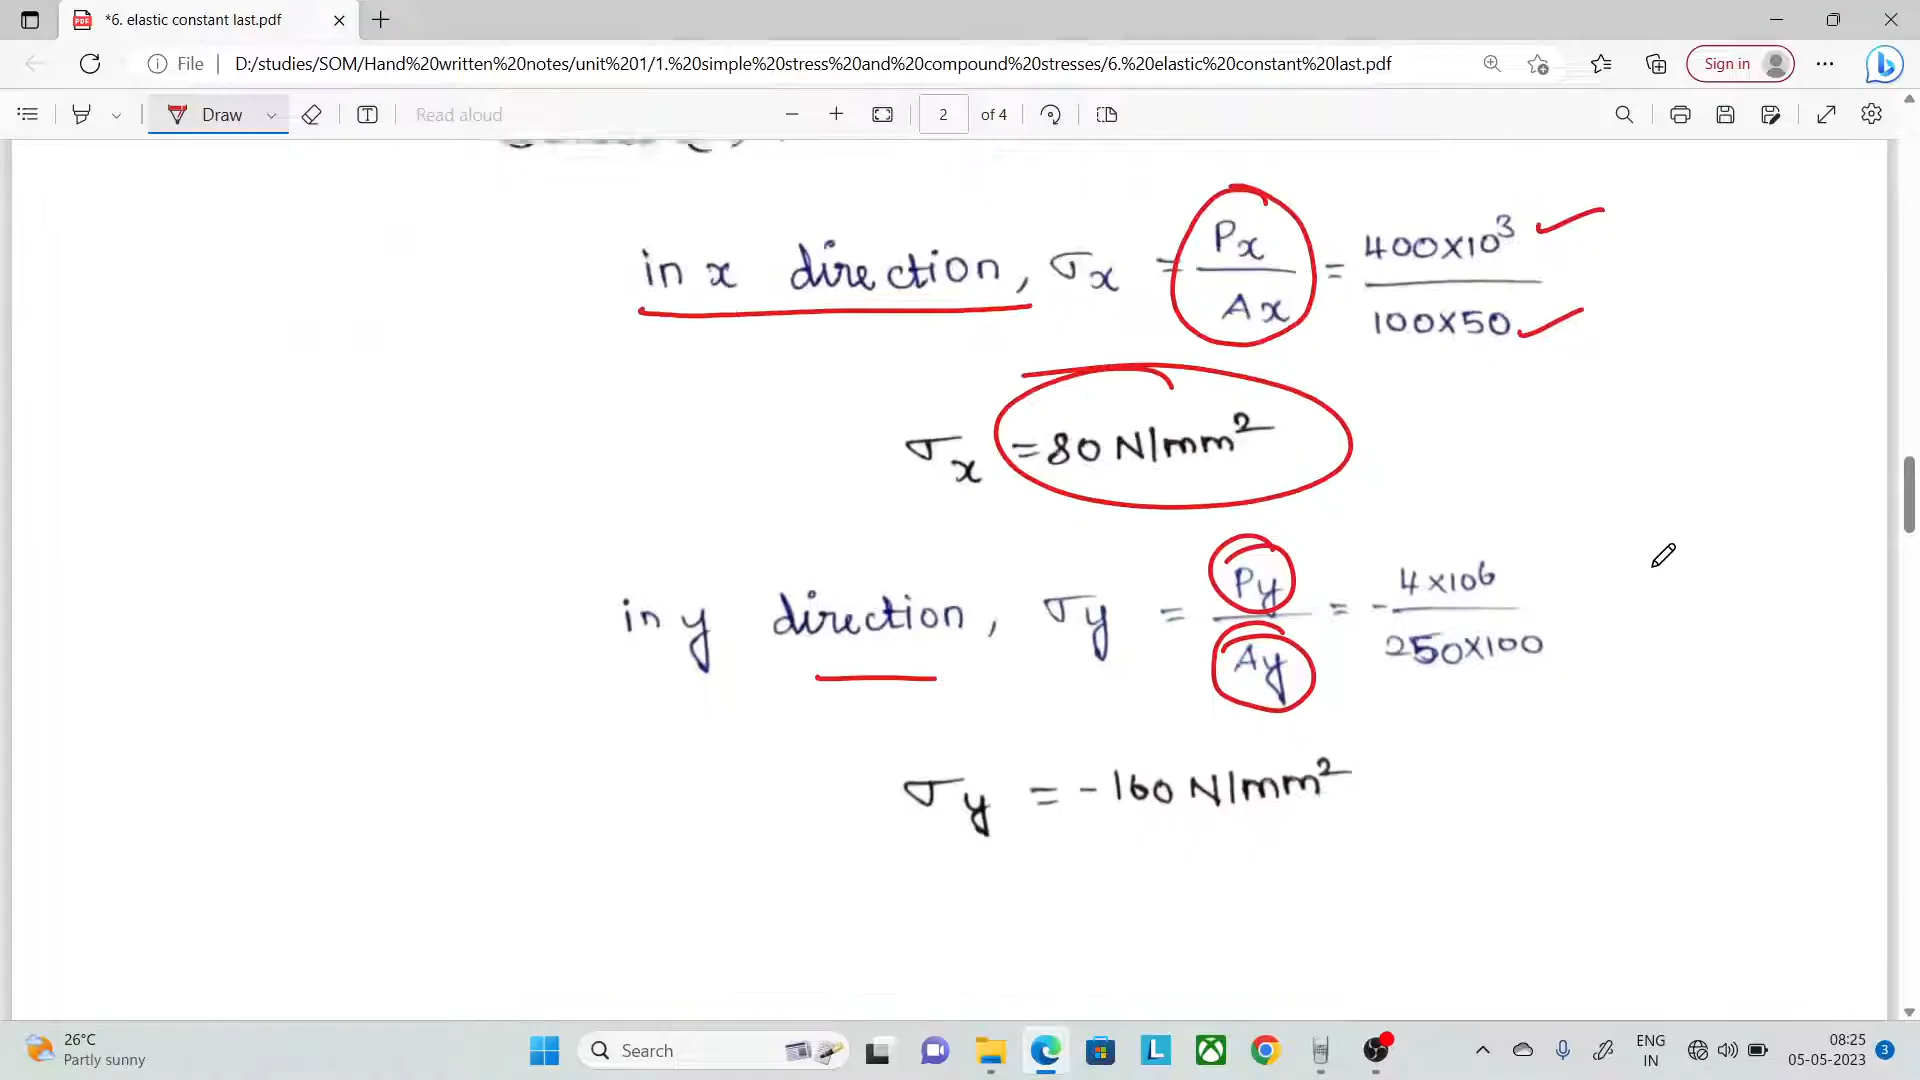 *6. elastic constant last.pdf
File
D:/studies/SOM/Hand%20written%20notes/unit%201/1.%20simple%20stress%20and%20compound%20stresses/6.%20elastic%20constant%20last.pdf
Sign in
Draw
Read aloud
2 of 4
in x direction, σx = Px/Ax = 400x10³/100x50
σx = 80 N/mm²
in y direction, σy = Py/Ay = - 4x10⁶/250x100
σy = -160 N/mm²
26°C
Partly sunny
Search
ENG
IN
08:25
05-05-2023
3